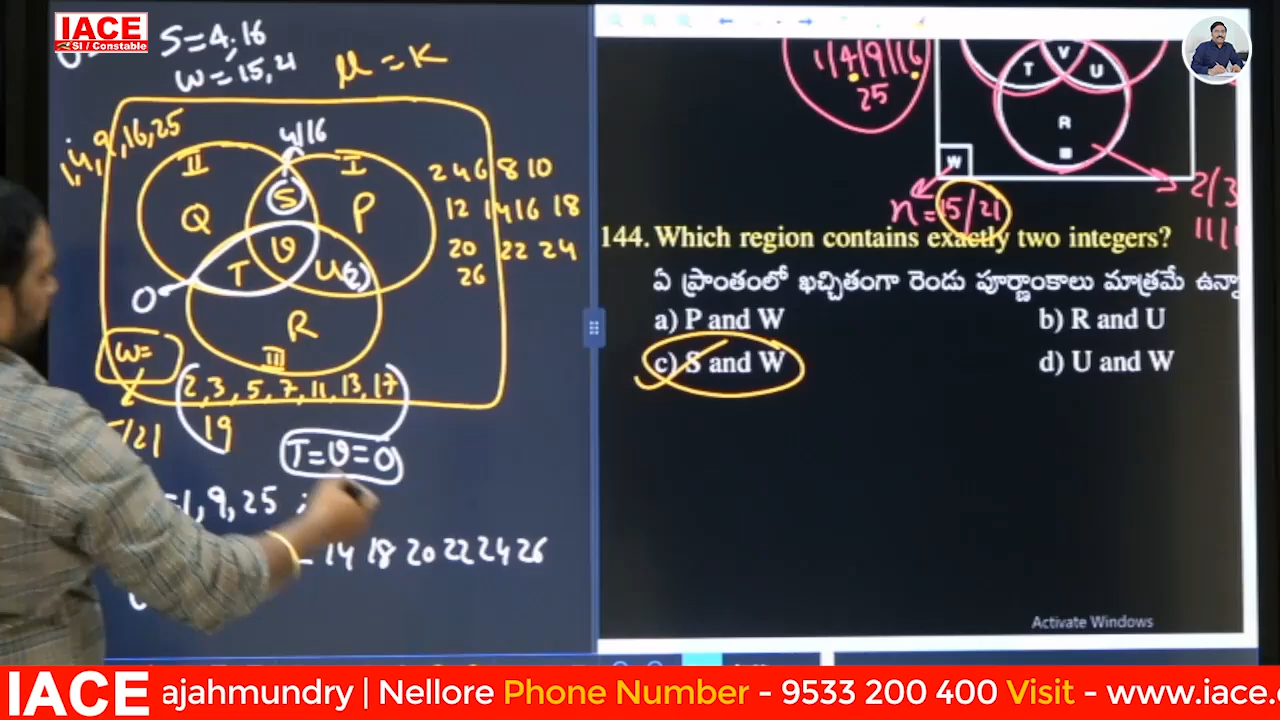 IACE
SI / Constable
S = 4, 16
W = 15, 21
μ = K
1, 4, 9, 16, 25
4/16
II
I
2 4 6 8 10
Q
S
P
12 14 16 18
20 22 24
26
T
U
R
0
III
W =
2, 3, 5, 7, 11, 13, 17
19
/21
T = ϑ = 0
= 1, 9, 25 ;
= 14 18 20 22 24 26
1/4/9/16
25
T
V
U
R
W
n = 15/21
2/3
11/1
144. Which region contains exactly two integers?
ఏ ప్రాంతంలో ఖచ్చితంగా రెండు పూర్ణాంకాలు మాత్రమే ఉన్నా
a) P and W
b) R and U
c) S and W
d) U and W
Activate Windows
IACE ajahmundry | Nellore Phone Number - 9533 200 400 Visit - www.iace.